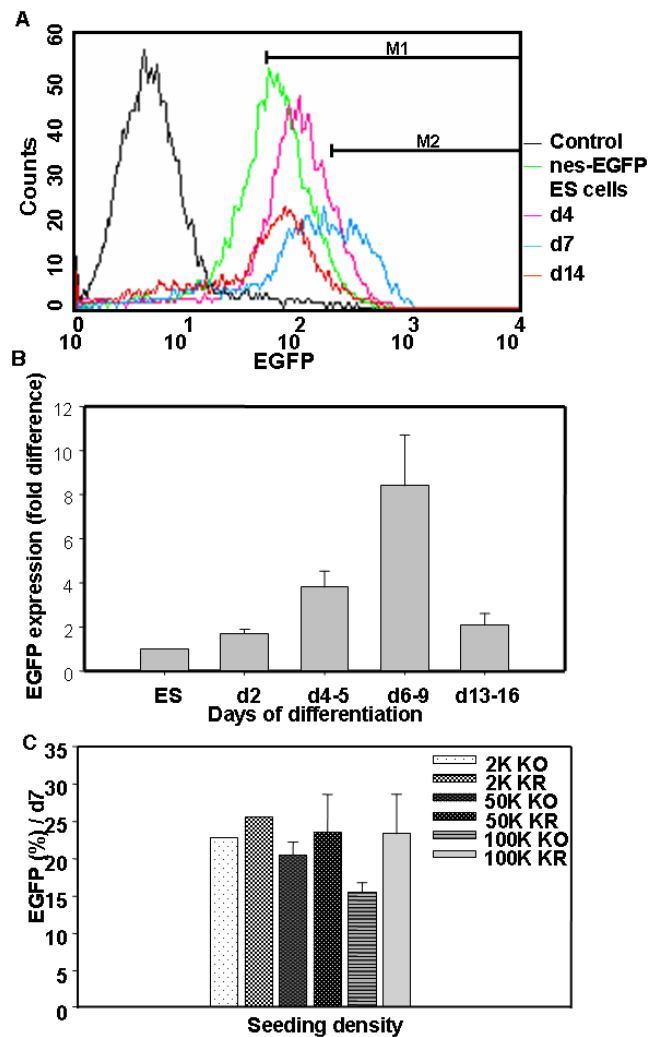 A
60
50
40
30
20
10
0
Counts
M1
M2
Control
nes-EGFP
ES cells
d4
d7
d14
0 1 2 3 4
10 10 10 10 10
EGFP
B
12
10
8
6
4
2
0
EGFP expression (fold difference)
ES d2 d4-5 d6-9 d13-16
Days of differentiation
C
35
30
25
20
15
10
5
0
EGFP (%) / d7
2K KO
2K KR
50K KO
50K KR
100K KO
100K KR
Seeding density